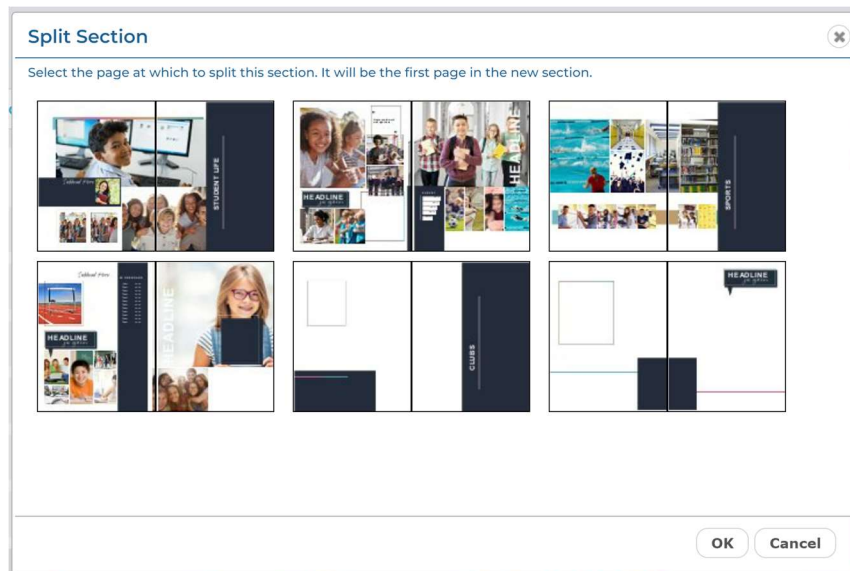 Split Section
Select the page at which to split this section. It will be the first page in the new section.
STUDENT LIFE
HEADLINE
HEADLINE
SPORTS
HEADLINE
HEADLINE
CLUBS
HEADLINE
OK
Cancel